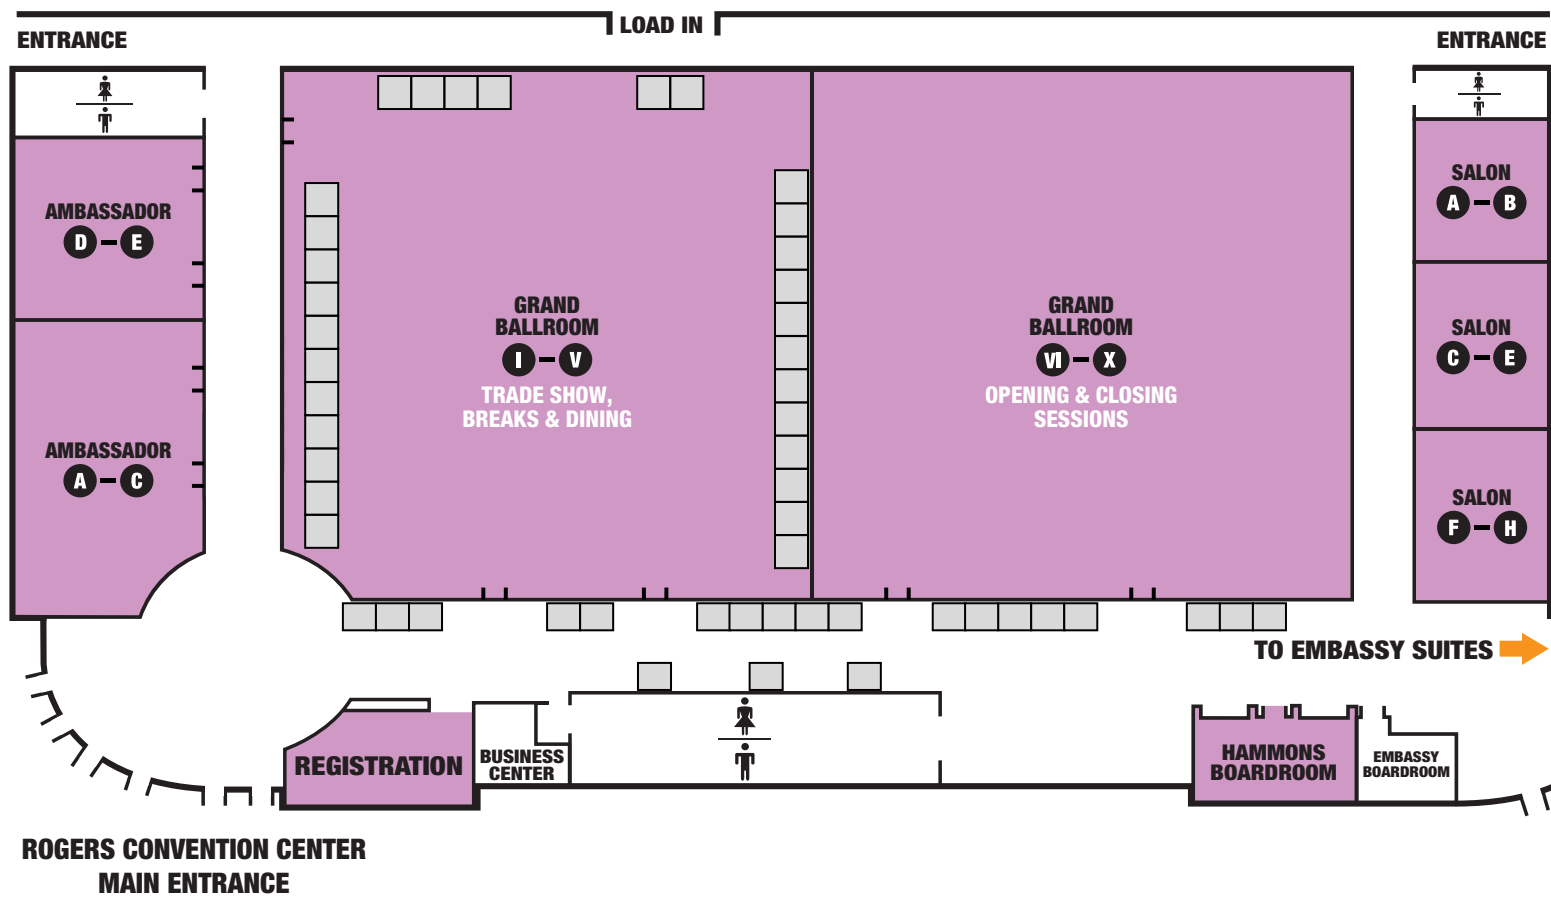 LOAD IN
ENTRANCE
ENTRANCE
AMBASSADOR
D – E
AMBASSADOR
A – C
GRAND
BALLROOM
I – V
TRADE SHOW,
BREAKS & DINING
GRAND
BALLROOM
VI – X
OPENING & CLOSING
SESSIONS
SALON
A – B
SALON
C – E
SALON
F – H
TO EMBASSY SUITES
REGISTRATION
BUSINESS
CENTER
HAMMONS
BOARDROOM
EMBASSY
BOARDROOM
ROGERS CONVENTION CENTER
MAIN ENTRANCE